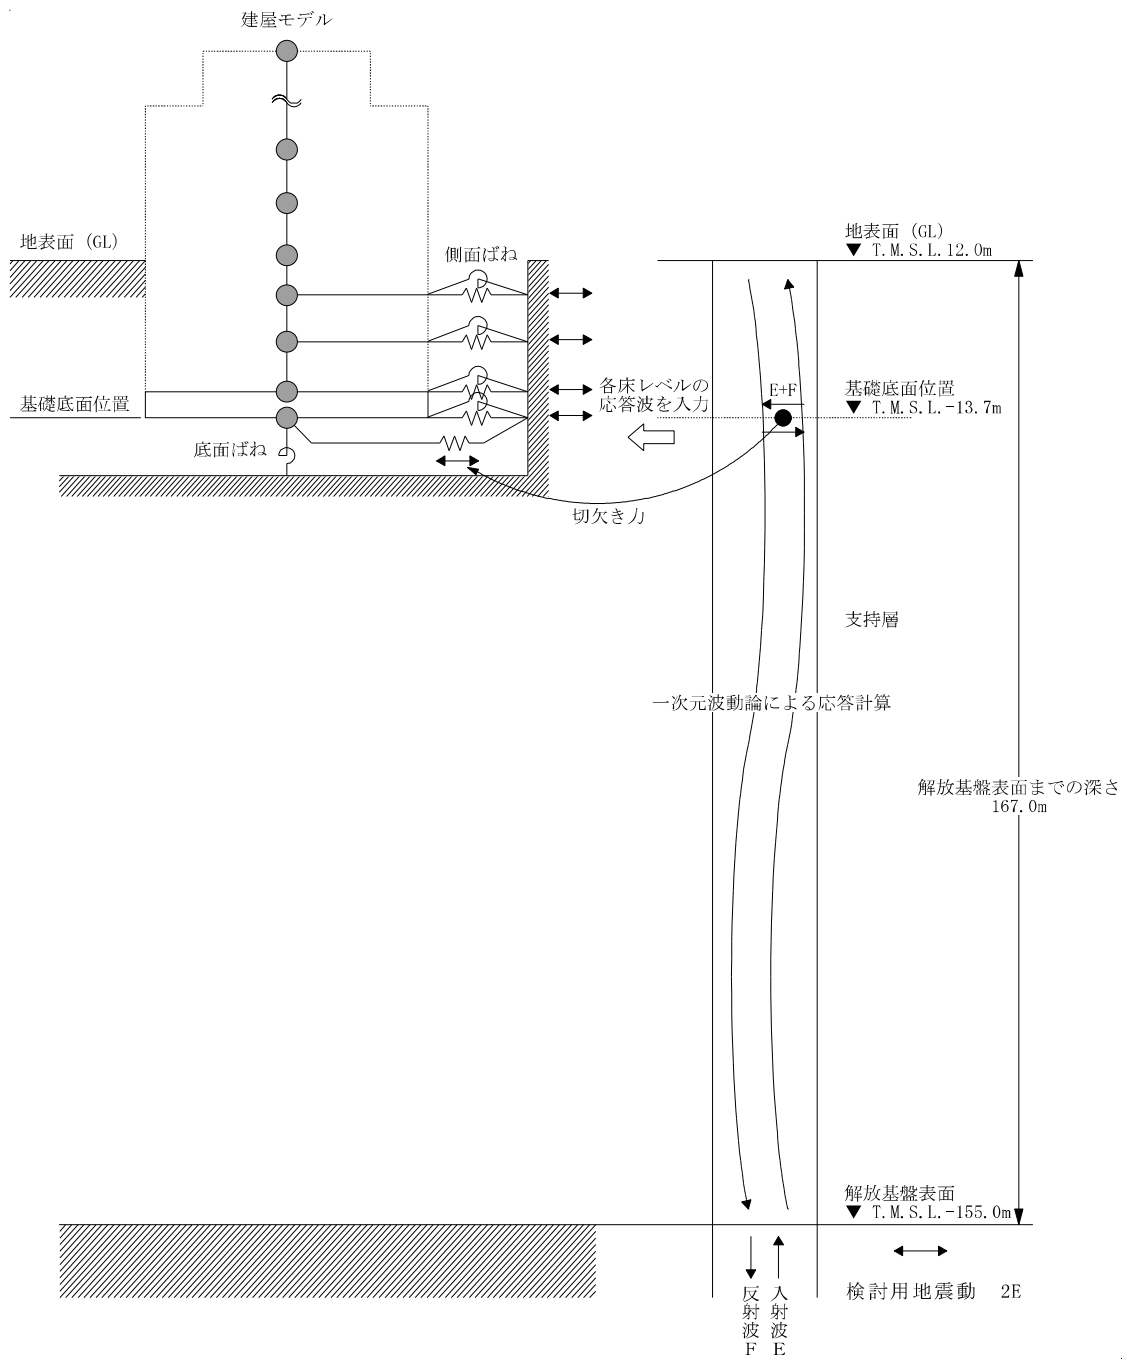 建屋モデル
地表面（GL）
側面ばね
基礎底面位置
底面ばね
各床レベルの
応答波を入力
切欠き力
地表面（GL）
▼ T.M.S.L.12.0m
E+F
基礎底面位置
▼ T.M.S.L.-13.7m
支持層
一次元波動論による応答計算
解放基盤表面までの深さ
167.0m
解放基盤表面
▼ T.M.S.L.-155.0m
検討用地震動 2E
反射波F
入射波E